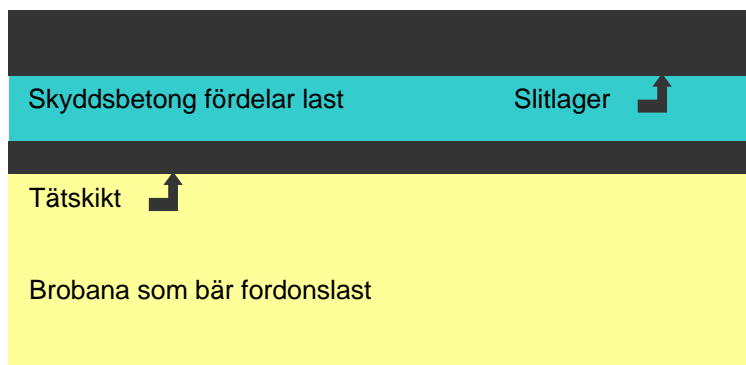 Skyddsbetong fördelar last Slitlager
Tätskikt
Brobana som bär fordonslast